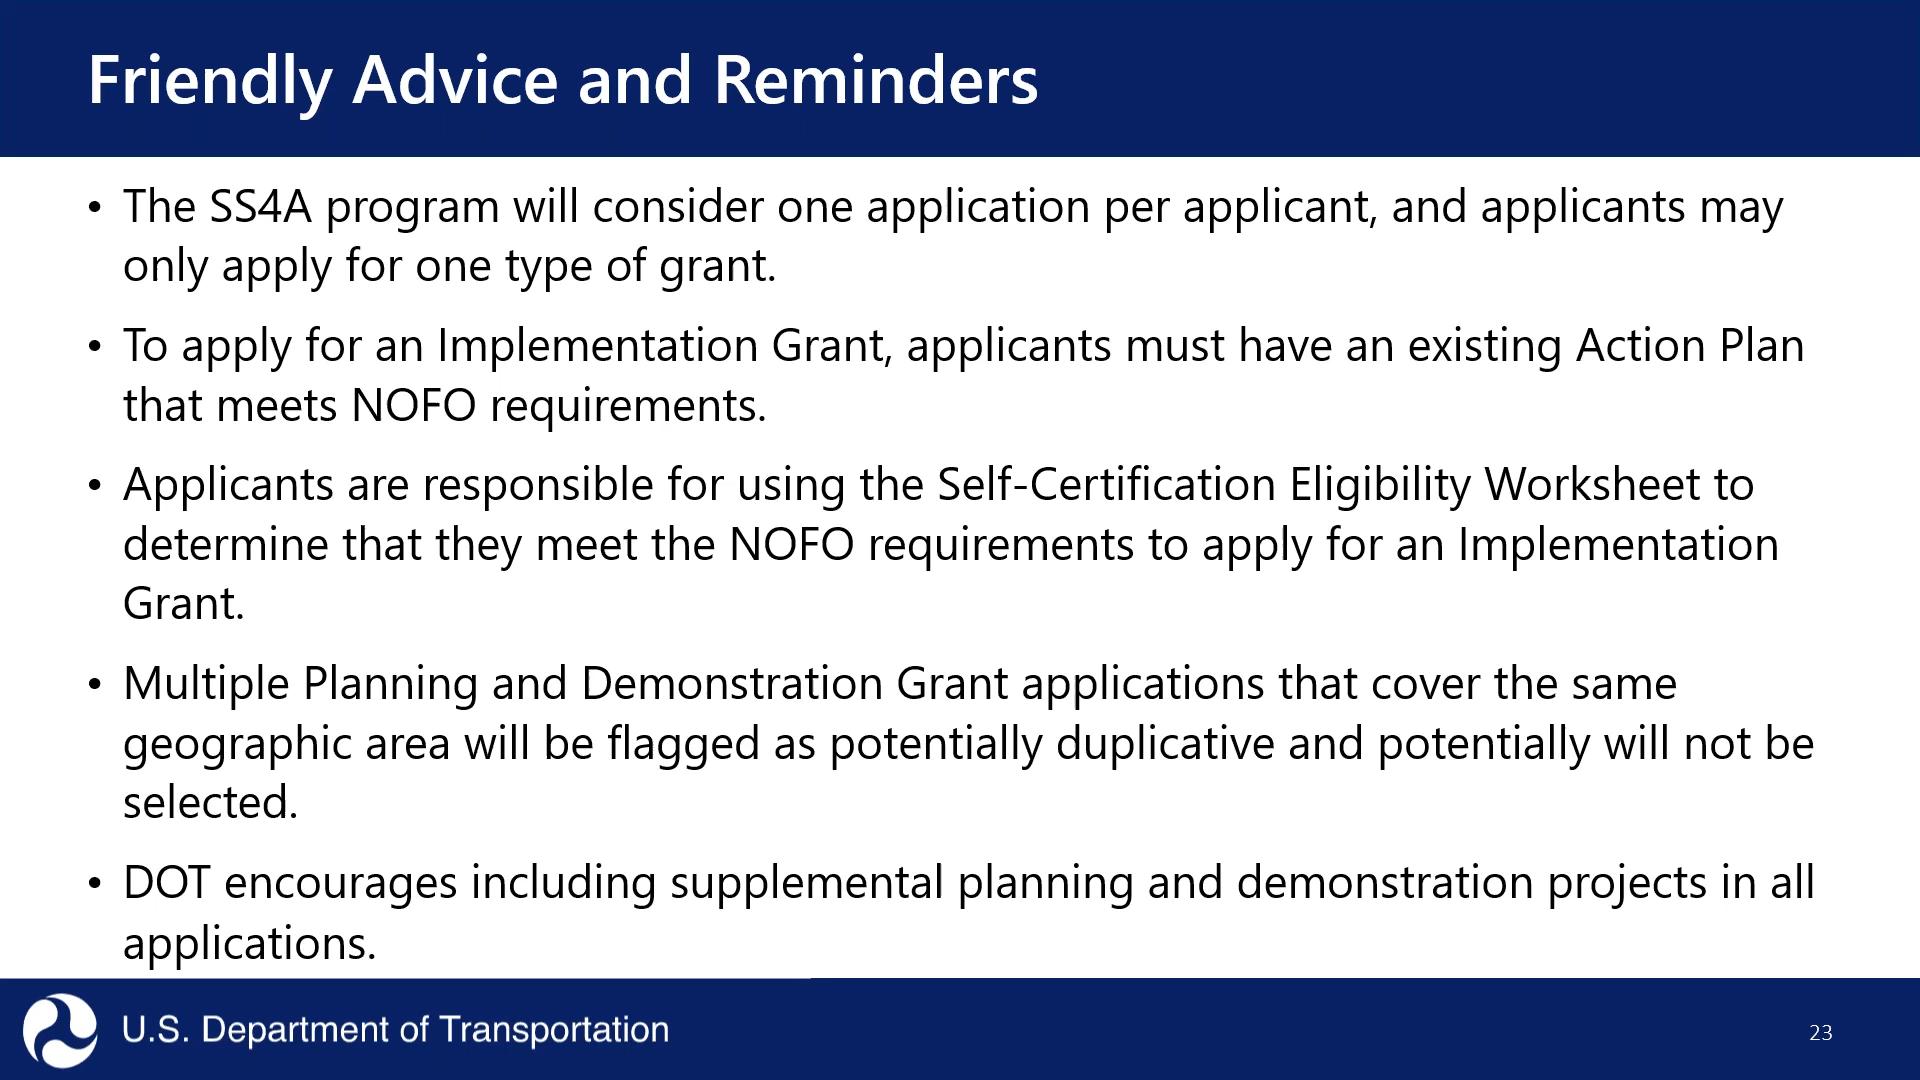 Friendly Advice and Reminders
• The SS4A program will consider one application per applicant, and applicants may
only apply for one type of grant.
• To apply for an Implementation Grant, applicants must have an existing Action Plan
that meets NOFO requirements.
• Applicants are responsible for using the Self-Certification Eligibility Worksheet to
determine that they meet the NOFO requirements to apply for an Implementation
Grant.
• Multiple Planning and Demonstration Grant applications that cover the same
geographic area will be flagged as potentially duplicative and potentially will not be
selected.
• DOT encourages including supplemental planning and demonstration projects in all
applications.
U.S. Department of Transportation
23